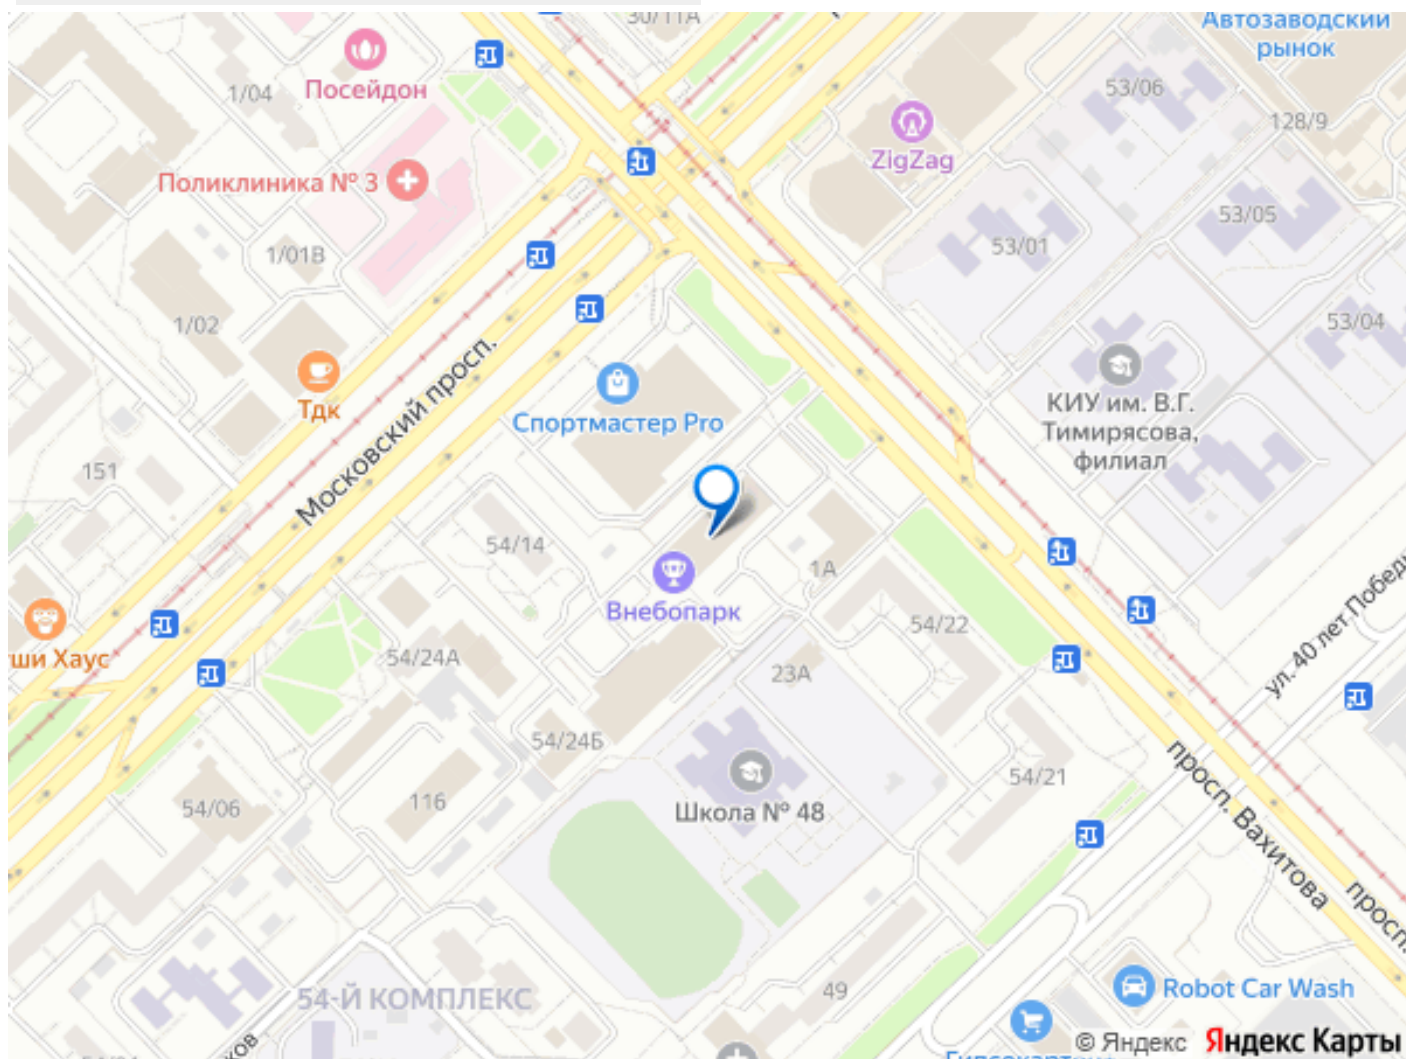 30/11А
Автозаводский
рынок
Посейдон
1/04
53/06
128/9
ZigZag
Поликлиника № 3
53/05
53/01
1/01В
1/02
53/04
Московский просп.
Тдк
Спортмастер Pro
КИУ им. В.Г.
Тимирясова,
филиал
151
54/14
1А
Внебопарк
54/22
ул. 40 лет Победы
ши Хаус
54/24А
23А
54/24Б
54/21
просп. Вахитова
116
54/06
Школа № 48
просп.
49
54-Й КОМПЛЕКС
Robot Car Wash
© Яндекс Яндекс Карты